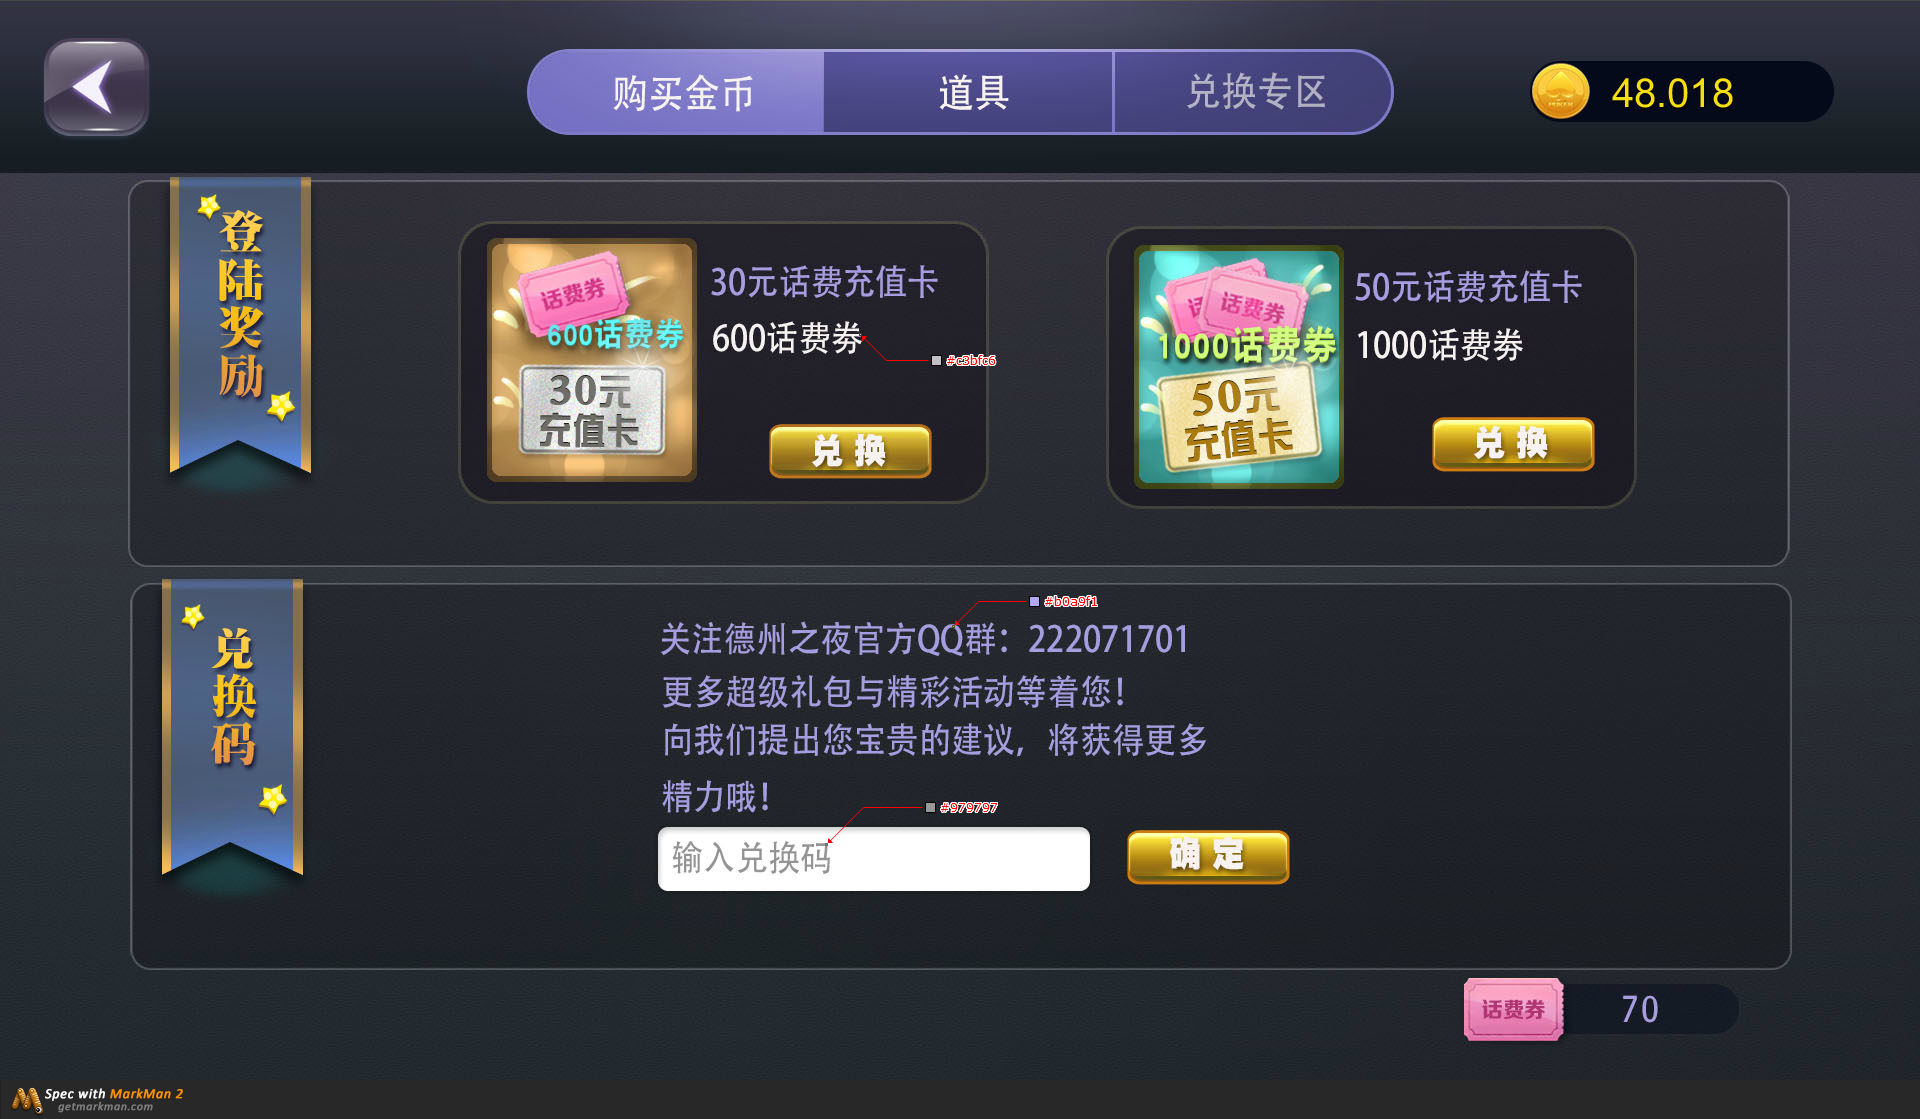 购买金币
道具
兑换专区
48.018
登陆奖励
话费券
600话费券
30元
充值卡
30元话费充值卡
600话费券
#c3bfc6
兑换
话费券
1000话费券
50元
充值卡
50元话费充值卡
1000话费券
兑换
兑换码
#b0a9f1
关注德州之夜官方QQ群：222071701
更多超级礼包与精彩活动等着您！
向我们提出您宝贵的建议，将获得更多
精力哦！
#979797
输入兑换码
确定
话费券
70
Spec with MarkMan 2
getmarkman.com